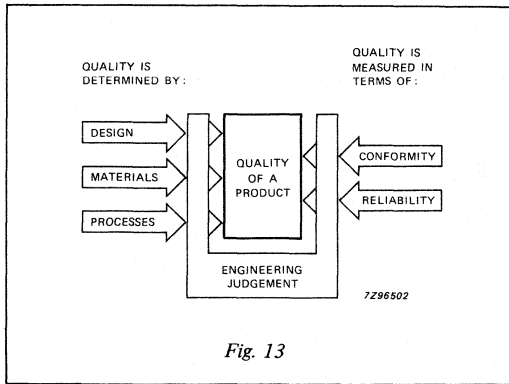 QUALITY IS
DETERMINED BY:
QUALITY IS
MEASURED IN
TERMS OF:
DESIGN
MATERIALS
PROCESSES
QUALITY
OF A
PRODUCT
CONFORMITY
RELIABILITY
ENGINEERING
JUDGEMENT
7Z96502
Fig. 13